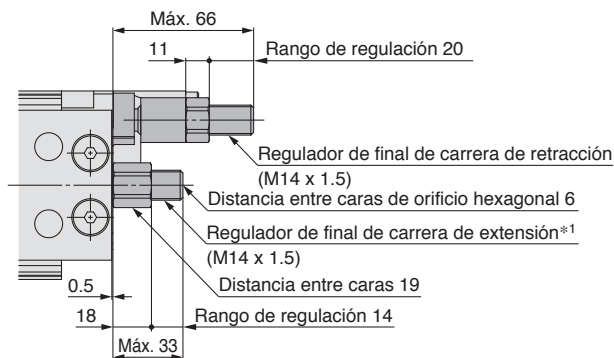 Máx. 66
11
Rango de regulación 20
Regulador de final de carrera de retracción
(M14 x 1.5)
Distancia entre caras de orificio hexagonal 6
Regulador de final de carrera de extensión*1
(M14 x 1.5)
Distancia entre caras 19
0.5
18
Rango de regulación 14
Máx. 33